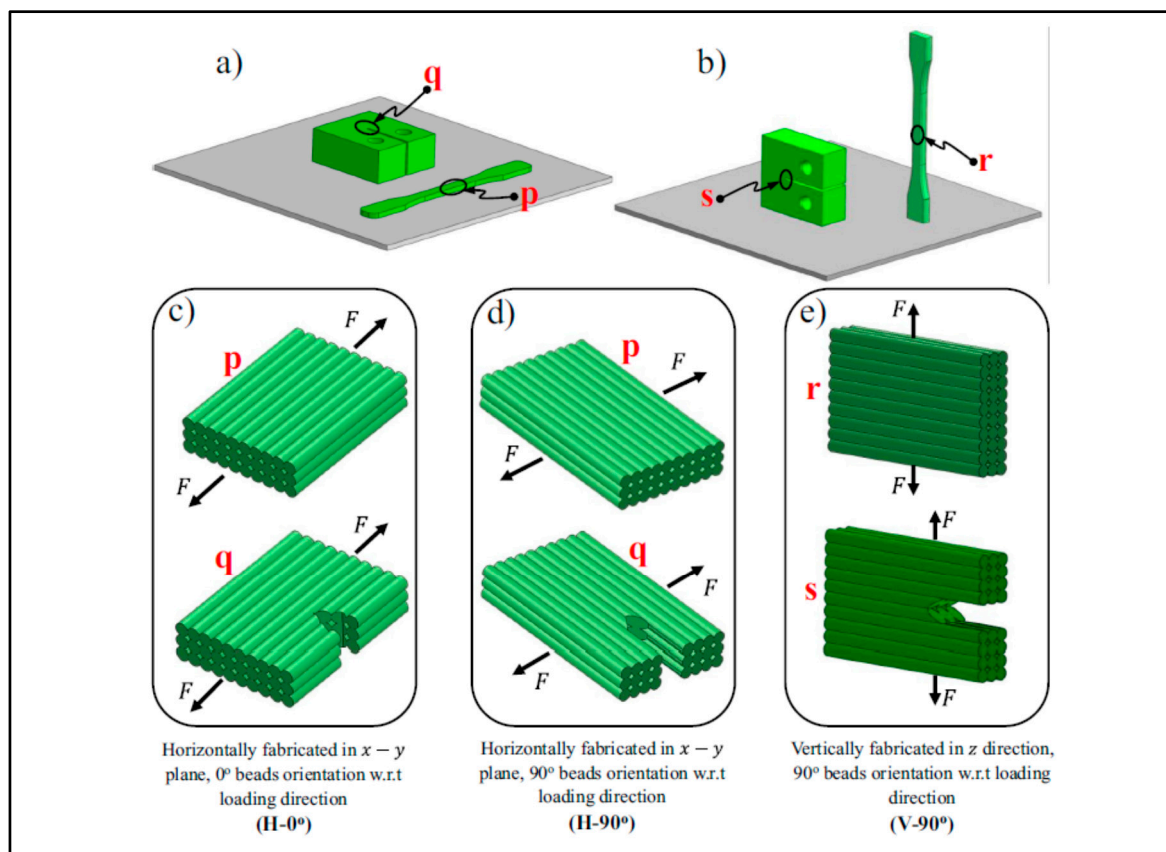 a)
q
p
b)
r
s
c)
F
p
F
F
q
F
d)
p
F
F
q
F
F
e)
F
r
F
F
s
F
Horizontally fabricated in x − y
plane, 0° beads orientation w.r.t
loading direction
(H-0°)
Horizontally fabricated in x − y
plane, 90° beads orientation w.r.t
loading direction
(H-90°)
Vertically fabricated in z direction,
90° beads orientation w.r.t loading
direction
(V-90°)